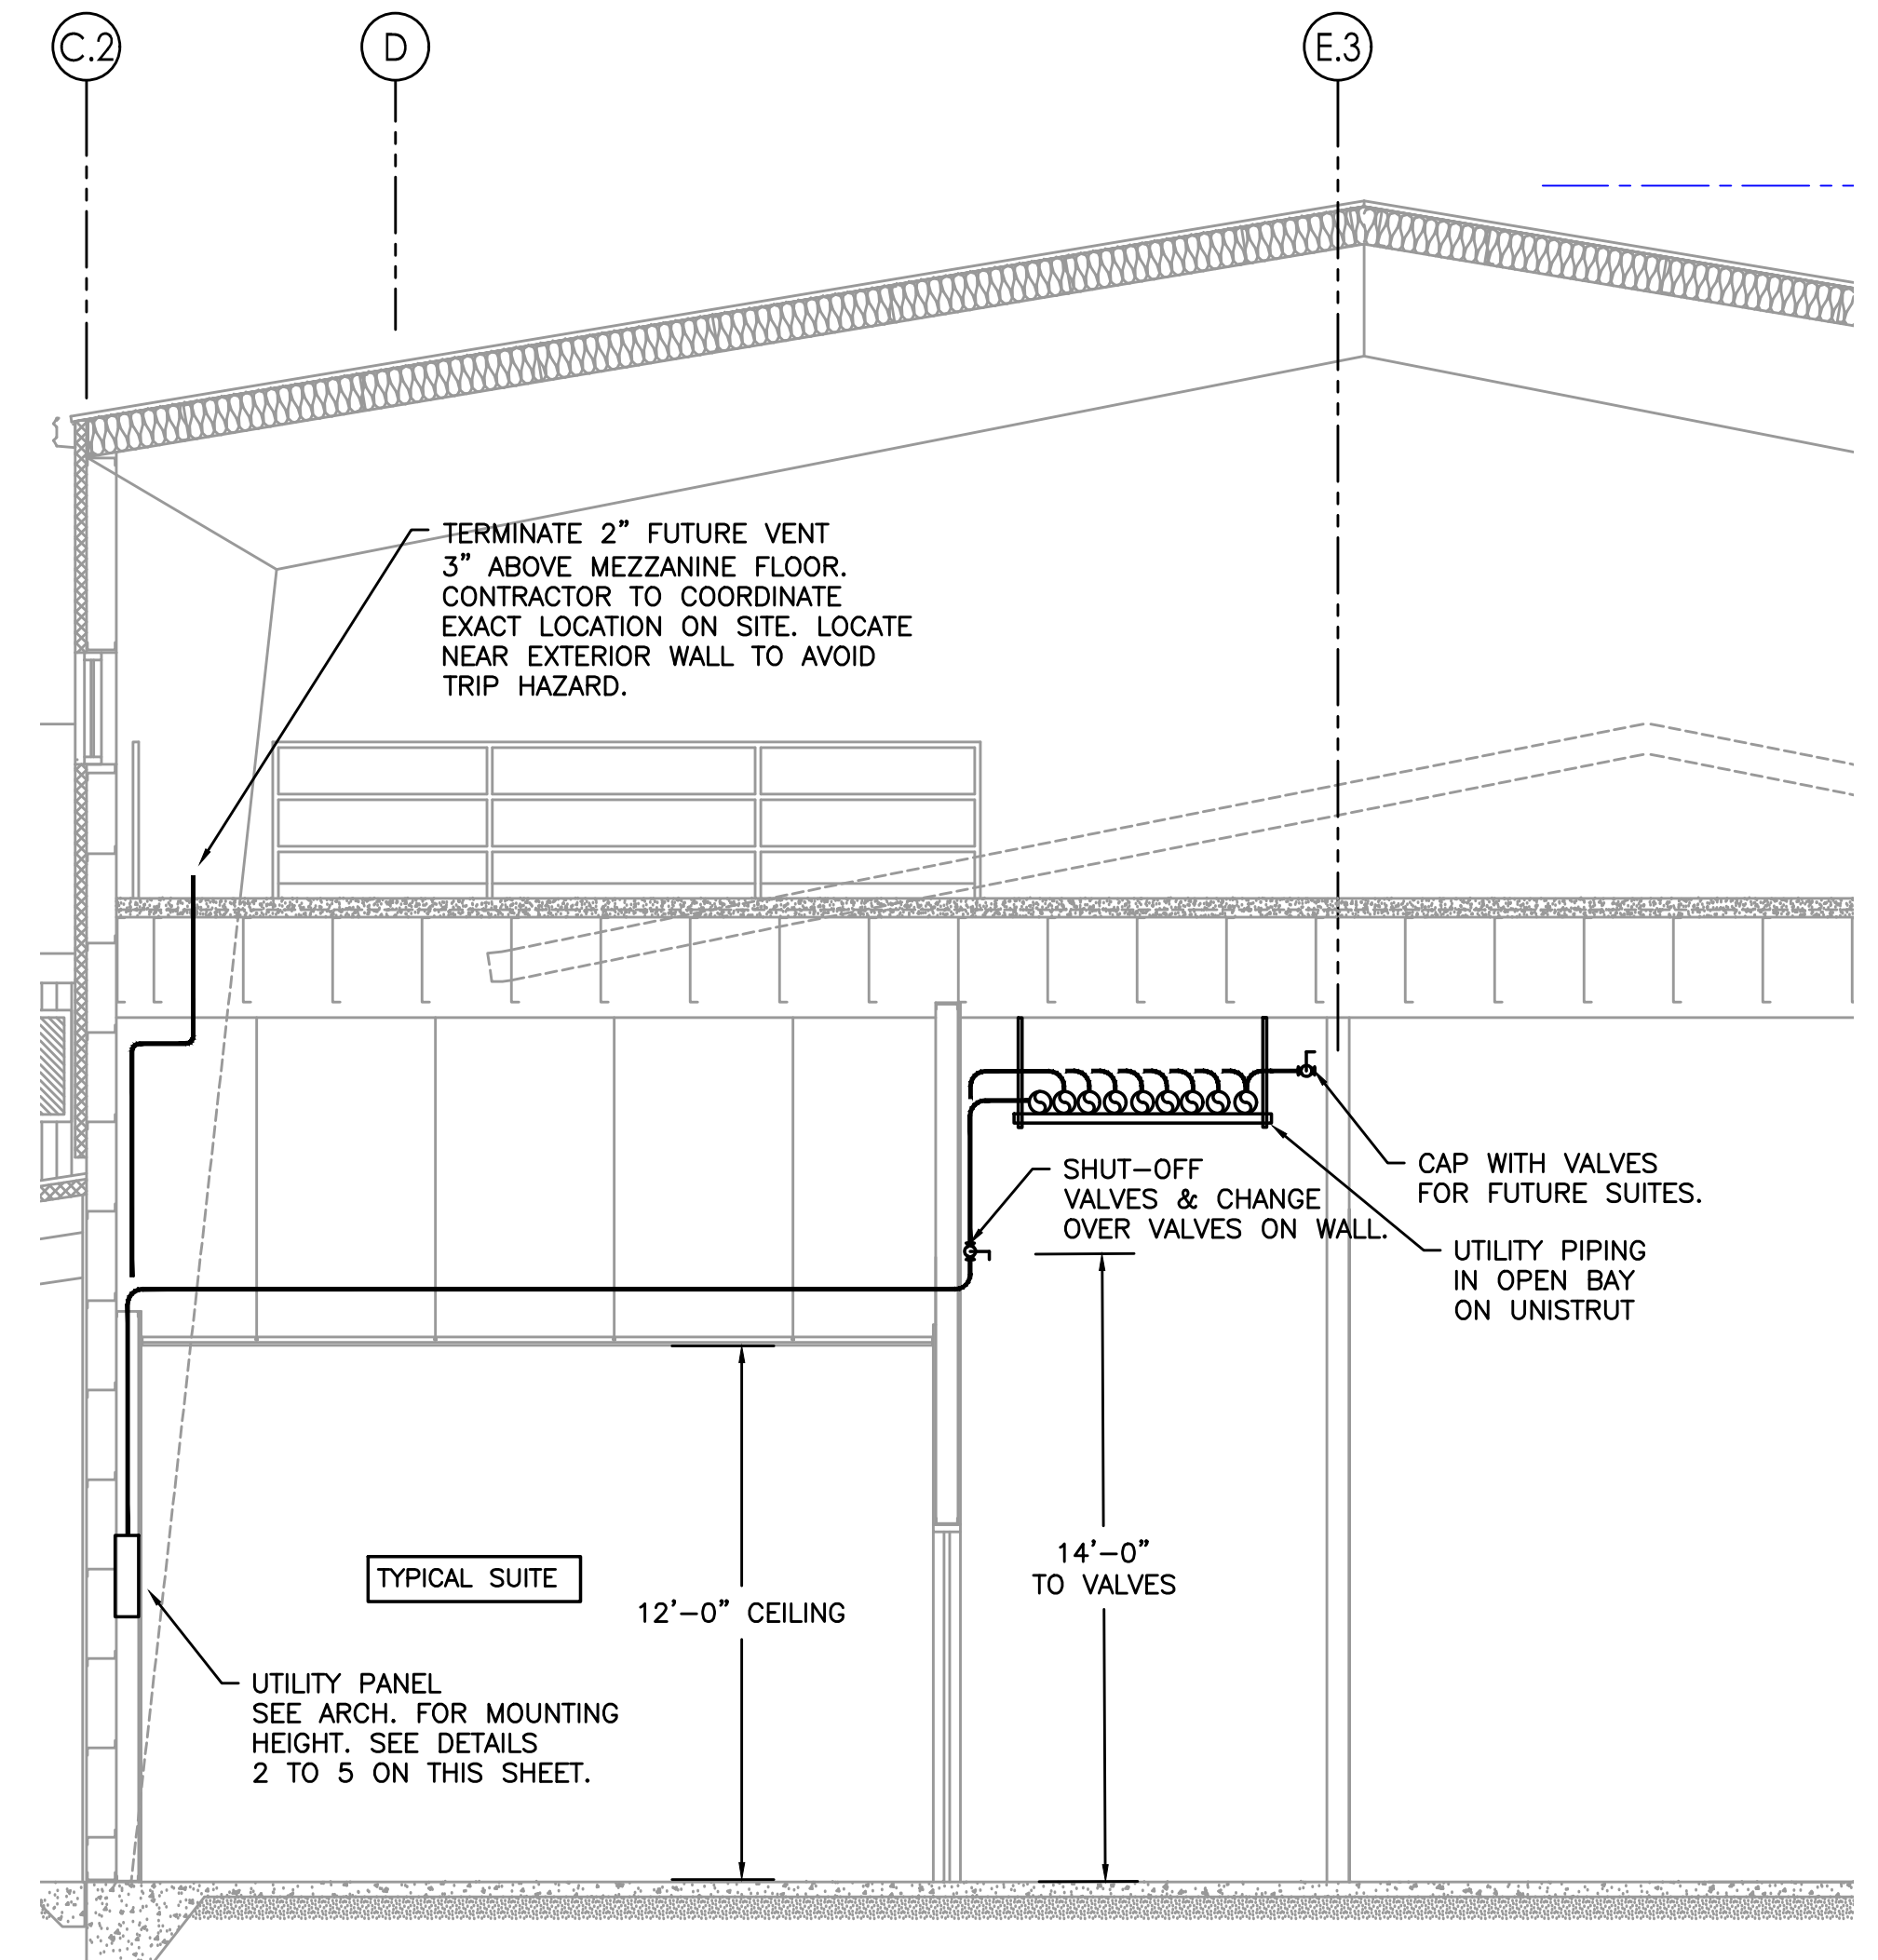 C.2
D
E.3
TERMINATE 2” FUTURE VENT
3” ABOVE MEZZANINE FLOOR.
CONTRACTOR TO COORDINATE
EXACT LOCATION ON SITE. LOCATE
NEAR EXTERIOR WALL TO AVOID
TRIP HAZARD.
SHUT–OFF
VALVES & CHANGE
OVER VALVES ON WALL.
CAP WITH VALVES
FOR FUTURE SUITES.
UTILITY PIPING
IN OPEN BAY
ON UNISTRUT
14’–0”
TO VALVES
TYPICAL SUITE
12’–0” CEILING
UTILITY PANEL
SEE ARCH. FOR MOUNTING
HEIGHT. SEE DETAILS
2 TO 5 ON THIS SHEET.